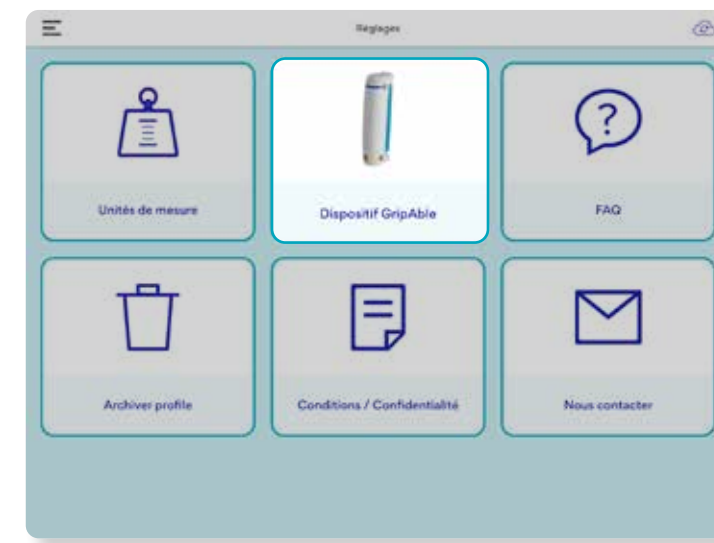 Réglages
?
Unités de mesure
Dispositif GripAble
FAQ
Archiver profile
Conditions / Confidentialité
Nous contacter